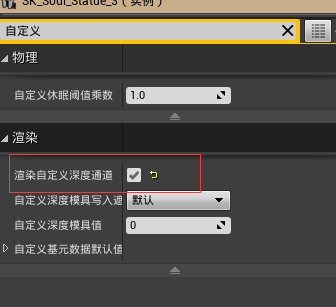 SK_Soul_Statue_3（实例）
自定义
物理
自定义休眠阈值乘数 1.0
渲染
渲染自定义深度通道
自定义深度模具写入遮 默认
自定义深度模具值 0
自定义基元数据默认值